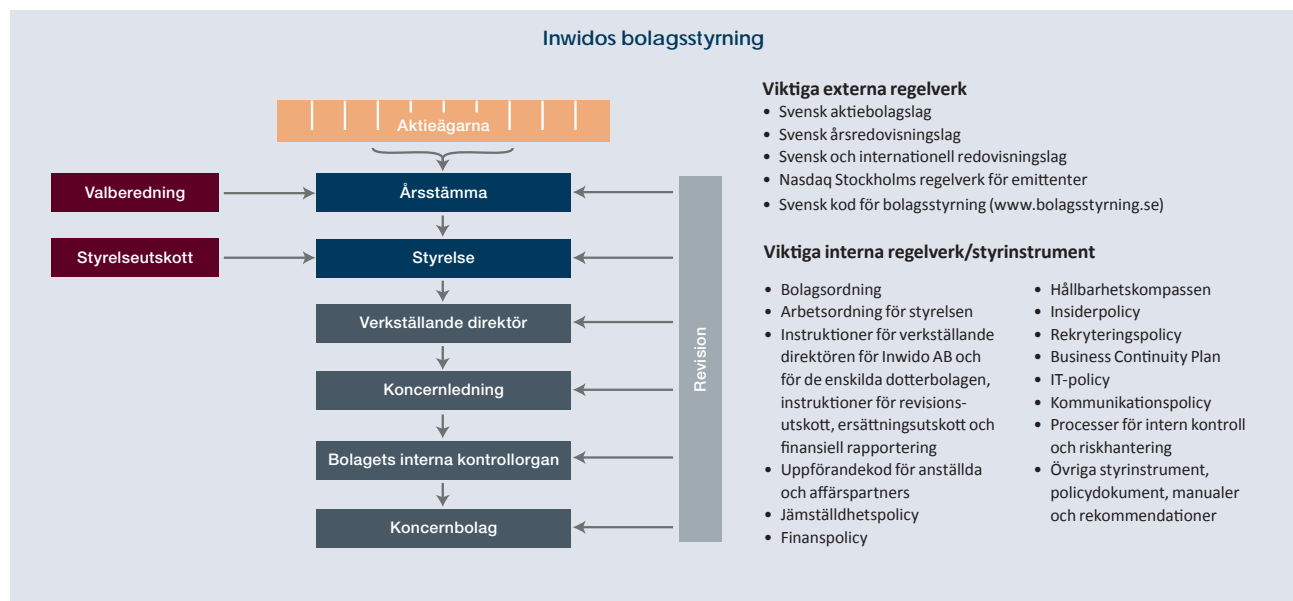 Inwidos bolagsstyrning
Aktieägarna
Valberedning
Årsstämma
Styrelseutskott
Styrelse
Verkställande direktör
Koncernledning
Bolagets interna kontrollorgan
Koncernbolag
Revision
Viktiga externa regelverk
• Svensk aktiebolagslag
• Svensk årsredovisningslag
• Svensk och internationell redovisningslag
• Nasdaq Stockholms regelverk för emittenter
• Svensk kod för bolagsstyrning (www.bolagsstyrning.se)
Viktiga interna regelverk/styrinstrument
• Bolagsordning
• Arbetsordning för styrelsen
• Instruktioner för verkställande
direktören för Inwido AB och
för de enskilda dotterbolagen,
instruktioner för revisions-
utskott, ersättningsutskott och
finansiell rapportering
• Uppförandekod för anställda
och affärspartners
• Jämställdhetspolicy
• Finanspolicy
• Hållbarhetskompassen
• Insiderpolicy
• Rekryteringspolicy
• Business Continuity Plan
• IT-policy
• Kommunikationspolicy
• Processer för intern kontroll
och riskhantering
• Övriga styrinstrument,
policydokument, manualer
och rekommendationer